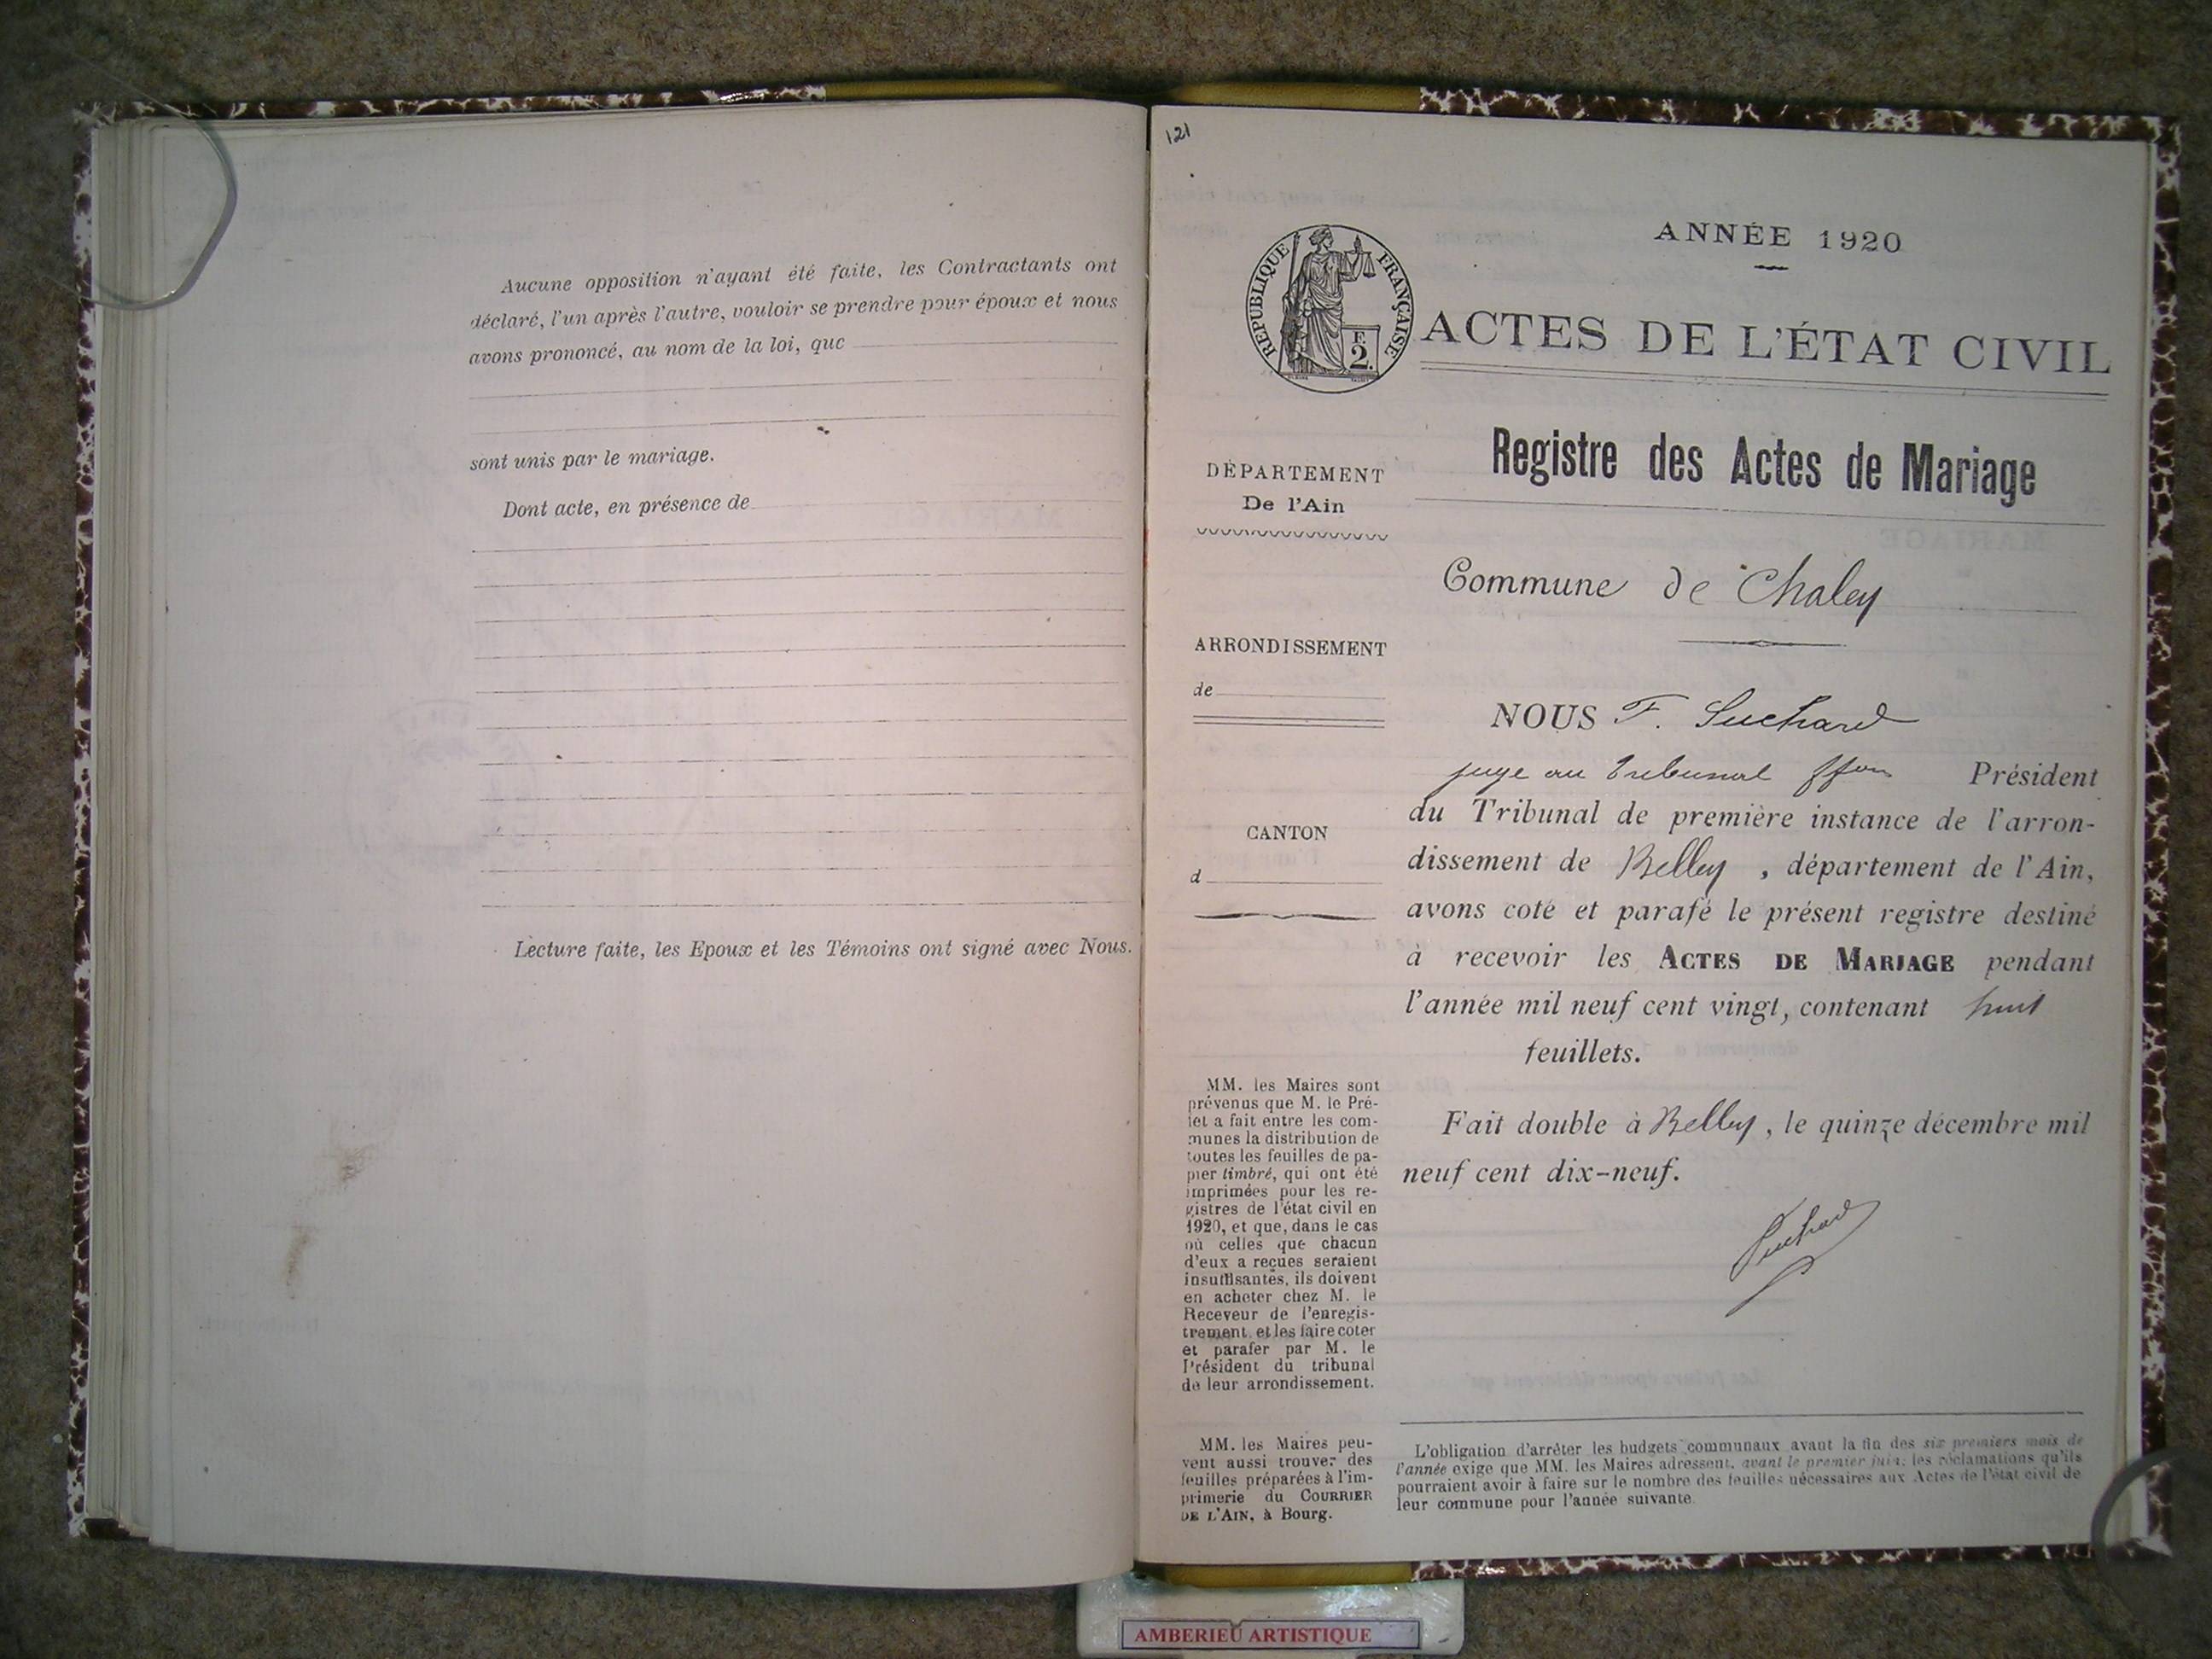 Aucune opposition n'ayant été faite, les Contractants ont
déclaré, l'un après l'autre, vouloir se prendre pour époux et nous
avons prononcé, au nom de la loi, que
sont unis par le mariage.
Dont acte, en présence de
Lecture faite, les Epoux et les Témoins ont signé avec Nous.
121
ANNÉE 1920
RÉPUBLIQUE FRANÇAISE
F.
2.
ACTES DE L'ÉTAT CIVIL
Registre des Actes de Mariage
DÉPARTEMENT
De l'Ain
ARRONDISSEMENT
de
CANTON
d
MM. les Maires sont
prévenus que M. le Pré-
fet a fait entre les com-
munes la distribution de
toutes les feuilles de pa-
pier timbré, qui ont été
imprimées pour les re-
gistres de l'état civil en
1920, et que, dans le cas
où celles que chacun
d'eux a reçues seraient
insuffisantes, ils doivent
en acheter chez M. le
Receveur de l'enregis-
trement, et les faire coter
et parafer par M. le
Président du tribunal
de leur arrondissement.
MM. les Maires peu-
vent aussi trouver des
feuilles préparées à l'im-
primerie du COURRIER
DE L'AIN, à Bourg.
Commune de Chaley
NOUS F. Suchard
juge au Tribunal ffon Président
du Tribunal de première instance de l'arron-
dissement de Belley, département de l'Ain,
avons coté et parafé le présent registre destiné
à recevoir les ACTES DE MARIAGE pendant
l'année mil neuf cent vingt, contenant huit
feuillets.
Fait double à Belley, le quinze décembre mil
neuf cent dix-neuf.
Suchard
L'obligation d'arrêter les budgets communaux avant la fin des six premiers mois de
l'année exige que MM. les Maires adressent, avant le premier juin, les réclamations qu'ils
pourraient avoir à faire sur le nombre des feuilles nécessaires aux Actes de l'état civil de
leur commune pour l'année suivante.
AMBERIEU ARTISTIQUE